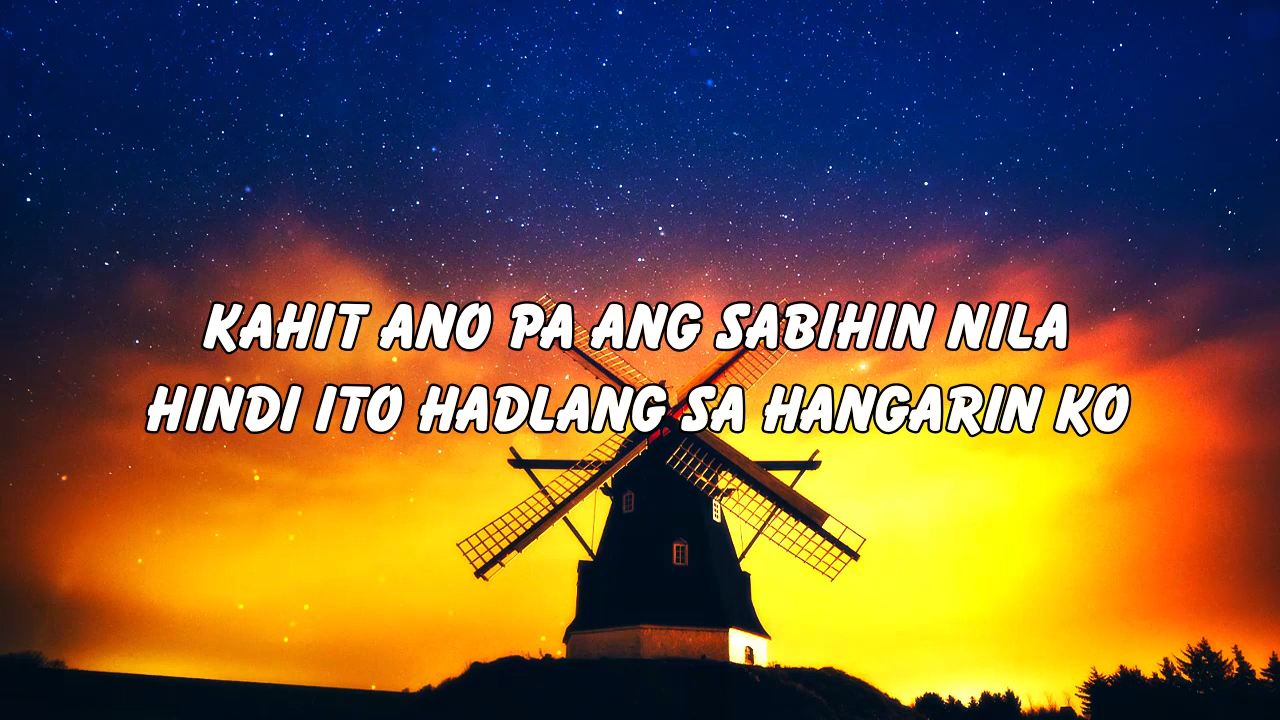 KAHIT ANO PA ANG SABIHIN NILA
HINDI ITO HADLANG SA HANGARIN KO